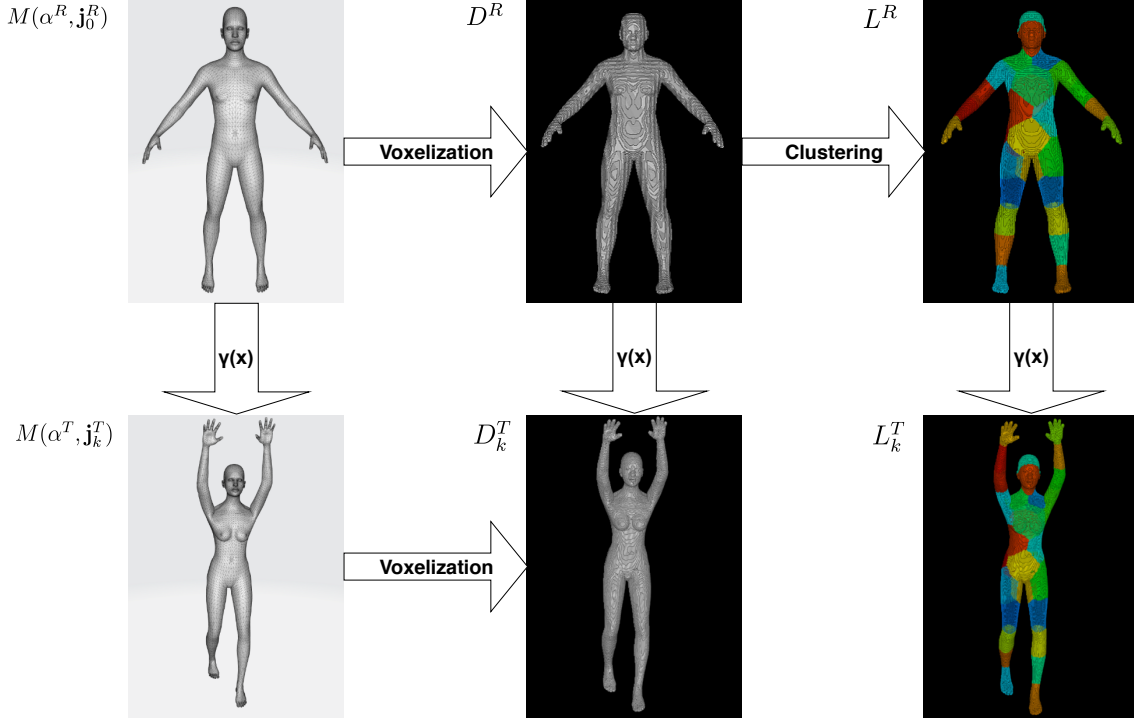 M(α^R, j_0^R)
D^R
L^R
Voxelization
Clustering
γ(x)
γ(x)
γ(x)
M(α^T, j_k^T)
D_k^T
L_k^T
Voxelization